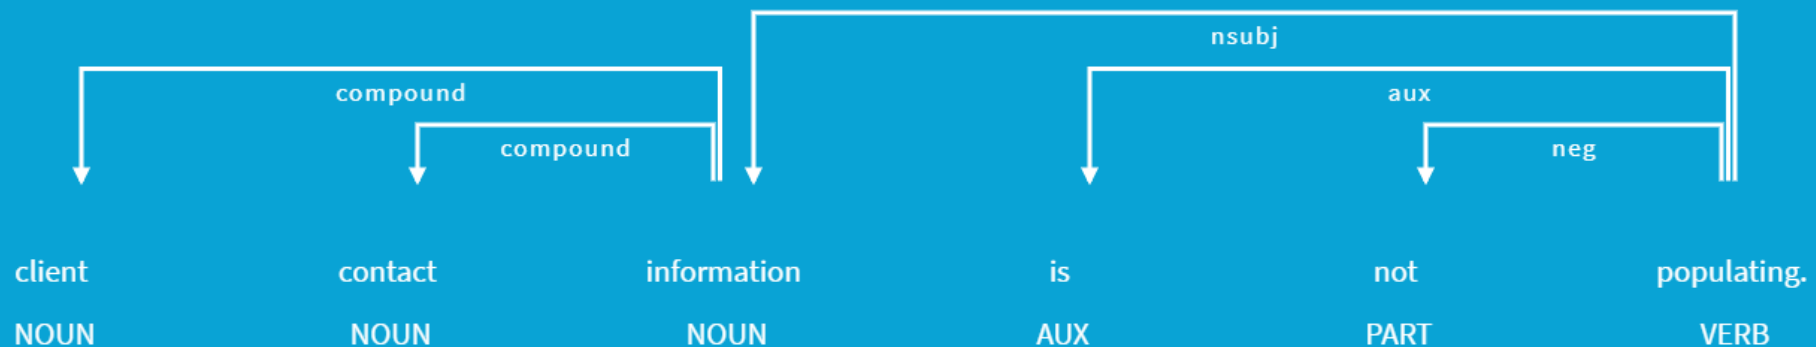 nsubj
compound aux
compound neg
client contact information is not populating.
NOUN NOUN NOUN AUX PART VERB